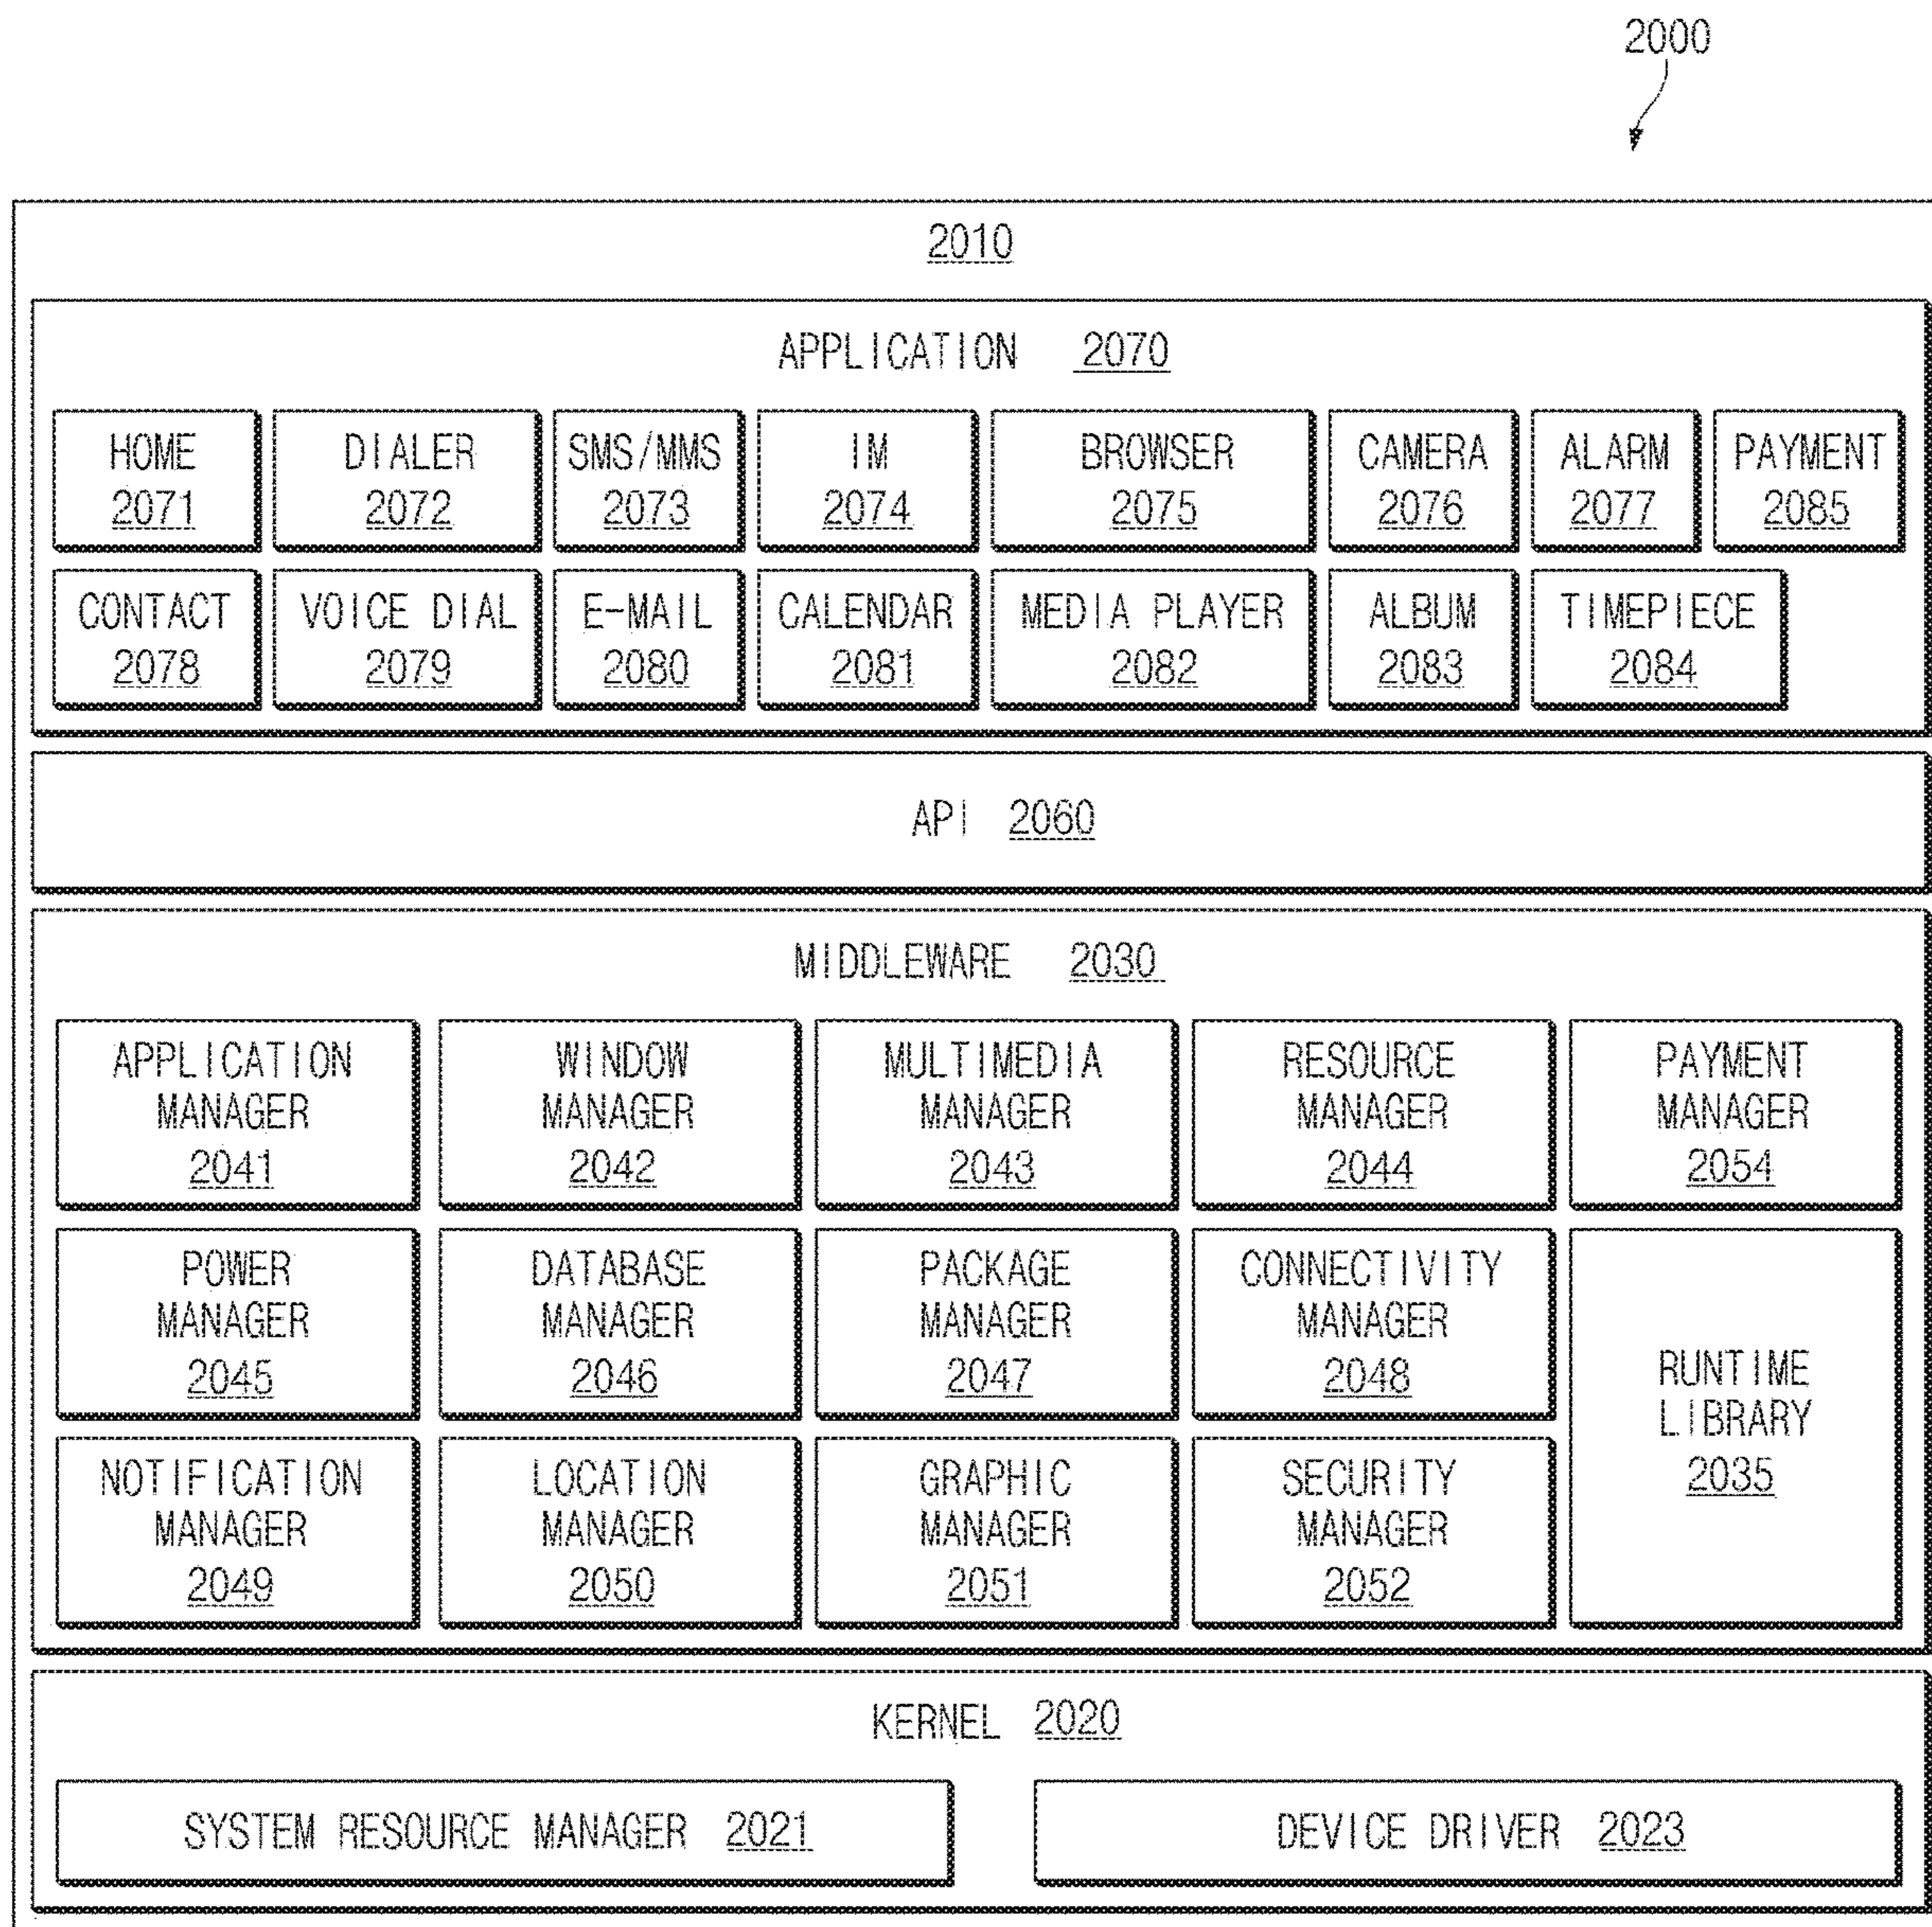 2000
2010
APPLICATION 2070
HOME
2071
DIALER
2072
SMS/MMS
2073
IM
2074
BROWSER
2075
CAMERA
2076
ALARM
2077
PAYMENT
2085
CONTACT
2078
VOICE DIAL
2079
E-MAIL
2080
CALENDAR
2081
MEDIA PLAYER
2082
ALBUM
2083
TIMEPIECE
2084
API 2060
MIDDLEWARE 2030
APPLICATION
MANAGER
2041
WINDOW
MANAGER
2042
MULTIMEDIA
MANAGER
2043
RESOURCE
MANAGER
2044
PAYMENT
MANAGER
2054
POWER
MANAGER
2045
DATABASE
MANAGER
2046
PACKAGE
MANAGER
2047
CONNECTIVITY
MANAGER
2048
RUNTIME
LIBRARY
2035
NOTIFICATION
MANAGER
2049
LOCATION
MANAGER
2050
GRAPHIC
MANAGER
2051
SECURITY
MANAGER
2052
KERNEL 2020
SYSTEM RESOURCE MANAGER 2021
DEVICE DRIVER 2023